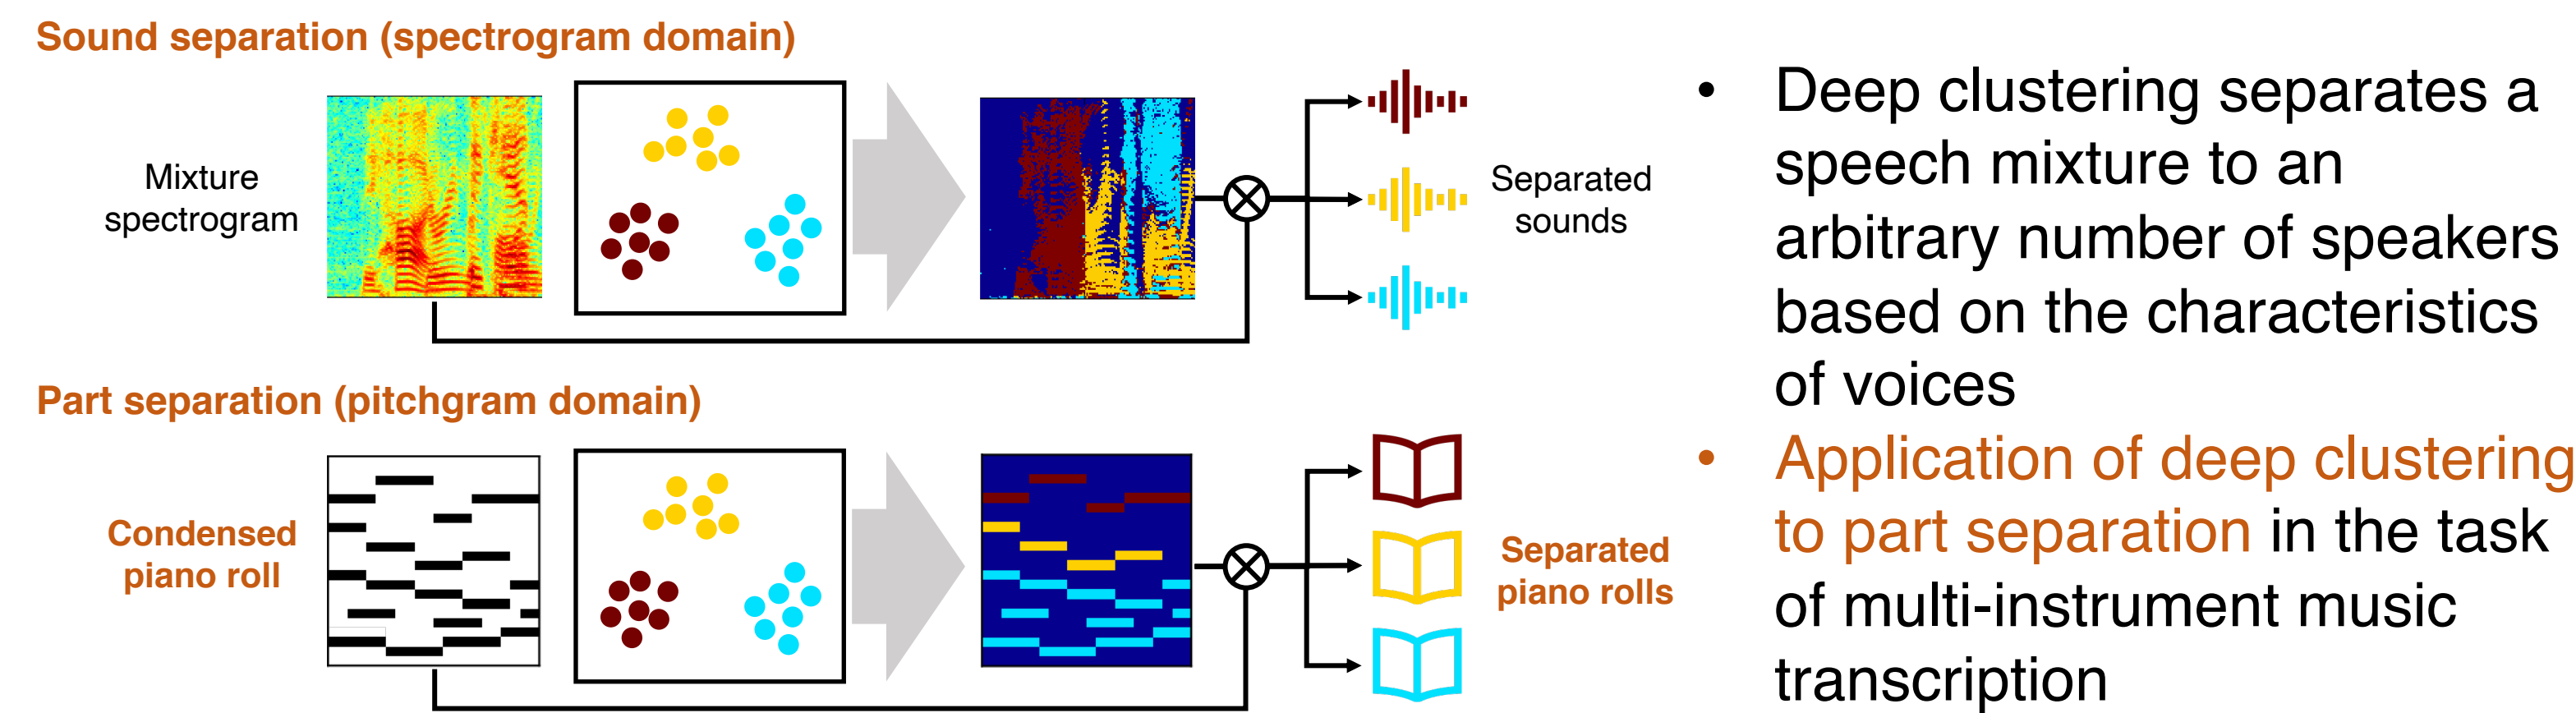 Sound separation (spectrogram domain)
Mixture
spectrogram
Separated
sounds
Part separation (pitchgram domain)
Condensed
piano roll
Separated
piano rolls
• Deep clustering separates a
speech mixture to an
arbitrary number of speakers
based on the characteristics
of voices
• Application of deep clustering
to part separation in the task
of multi-instrument music
transcription